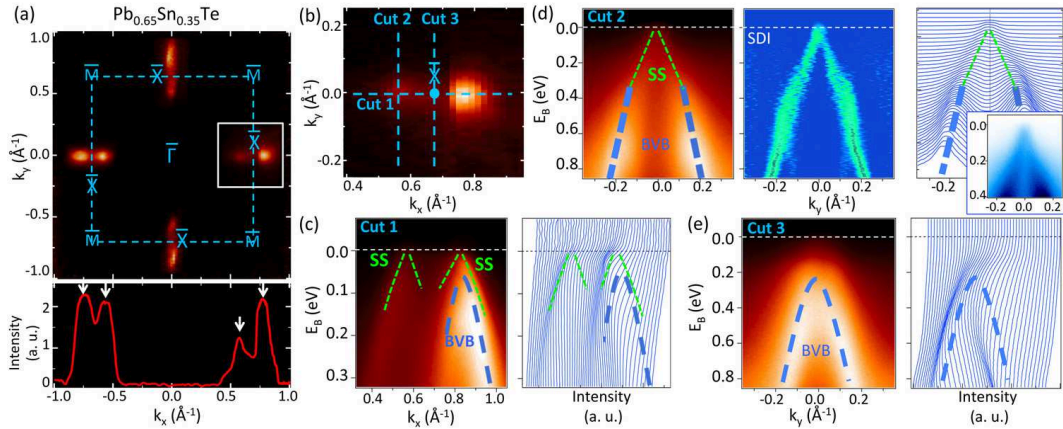 (a) Pb0.65Sn0.35Te
1.0
0.5
0.0
-0.5
-1.0
ky (Å-1)
M̅ X̅ M̅
Γ̅ X̅
X̅
M̅ X̅ M̅
2
1
0
Intensity
(a. u.)
-1.0 -0.5 0.0 0.5 1.0
kx (Å-1)
(b) Cut 2 Cut 3
X̅
Cut 1
0.2
0.0
-0.2
ky (Å-1)
0.4 0.6 0.8
kx (Å-1)
(c) Cut 1
SS SS
BVB
0.0
0.1
0.2
0.3
EB (eV)
0.4 0.6 0.8 1.0
kx (Å-1)
Intensity
(a. u.)
(d) Cut 2
SS
BVB
0.0
0.2
0.4
0.6
0.8
EB (eV)
-0.2 0.0 0.2
SDI
-0.2 0.0 0.2
ky (Å-1)
-0.2
0.0
0.2
0.4
-0.2 0.0 0.2
(e) Cut 3
BVB
0.0
0.2
0.4
0.6
0.8
EB (eV)
-0.2 0.0 0.2
ky (Å-1)
Intensity
(a. u.)